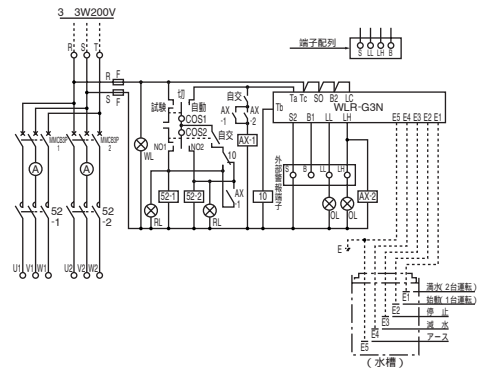 3 3W200V
R S T
端子配列
S LL LH B
R F
S F
切
試験 自動
COS1
COS2
自交
自交
AX -1
AX -2
AX-1
Ta Tc SO B2 LC
WLR-G3N
Tb
S2 B1 LL LH
E5 E4 E3 E2 E1
MMCB3P 1
MMCB3P 2
A A
WL
NO1 NO2
10
外部警報端子
S B LL LH
52 -1
52 -2
52-1 52-2
AX -1
10
AX-2
RL RL
OL OL
E
U1 V1 W1 U2 V2 W2
E1 満水(2台運転)
E2 始動(1台運転)
E3 停止
E4 減水
E5 アース
(水槽)